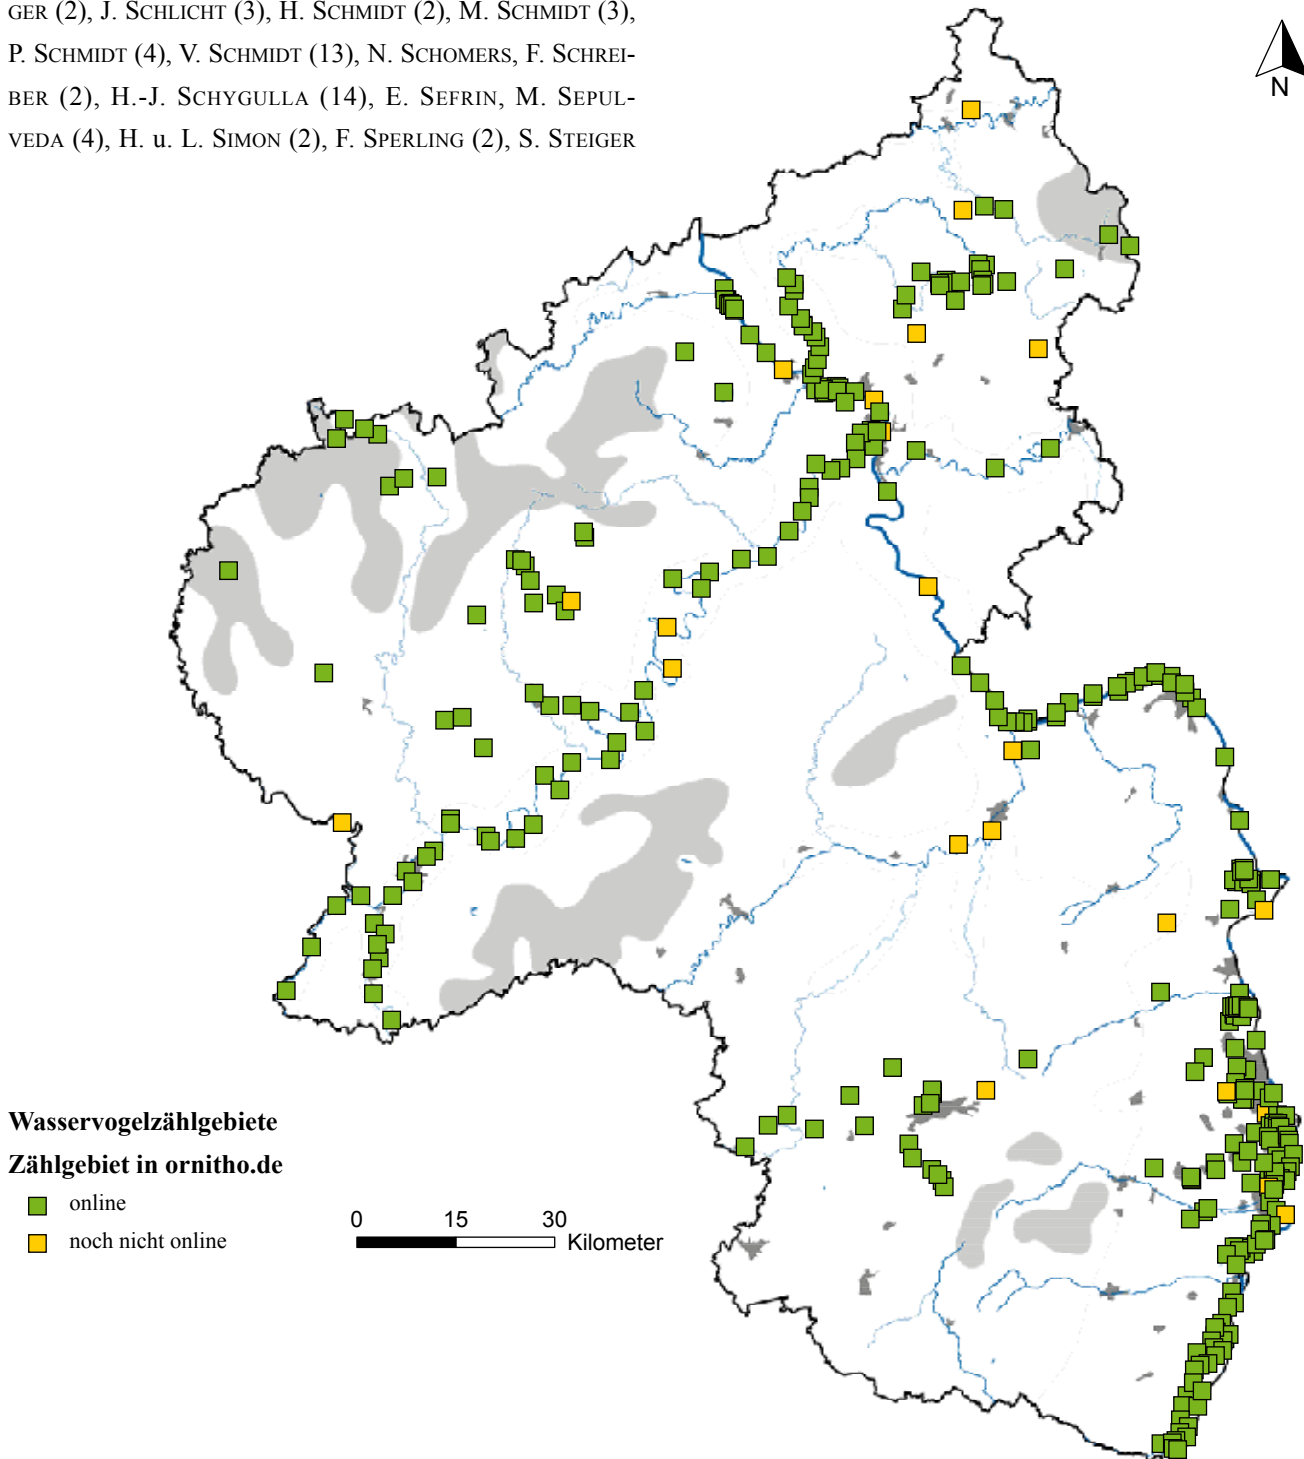 GER (2), J. SCHLICHT (3), H. SCHMIDT (2), M. SCHMIDT (3),
P. SCHMIDT (4), V. SCHMIDT (13), N. SCHOMERS, F. SCHREI-
BER (2), H.-J. SCHYGULLA (14), E. SEFRIN, M. SEPUL-
VEDA (4), H. u. L. SIMON (2), F. SPERLING (2), S. STEIGER
N
Wasservogelzählgebiete
Zählgebiet in ornitho.de
online
noch nicht online
0 15 30
Kilometer